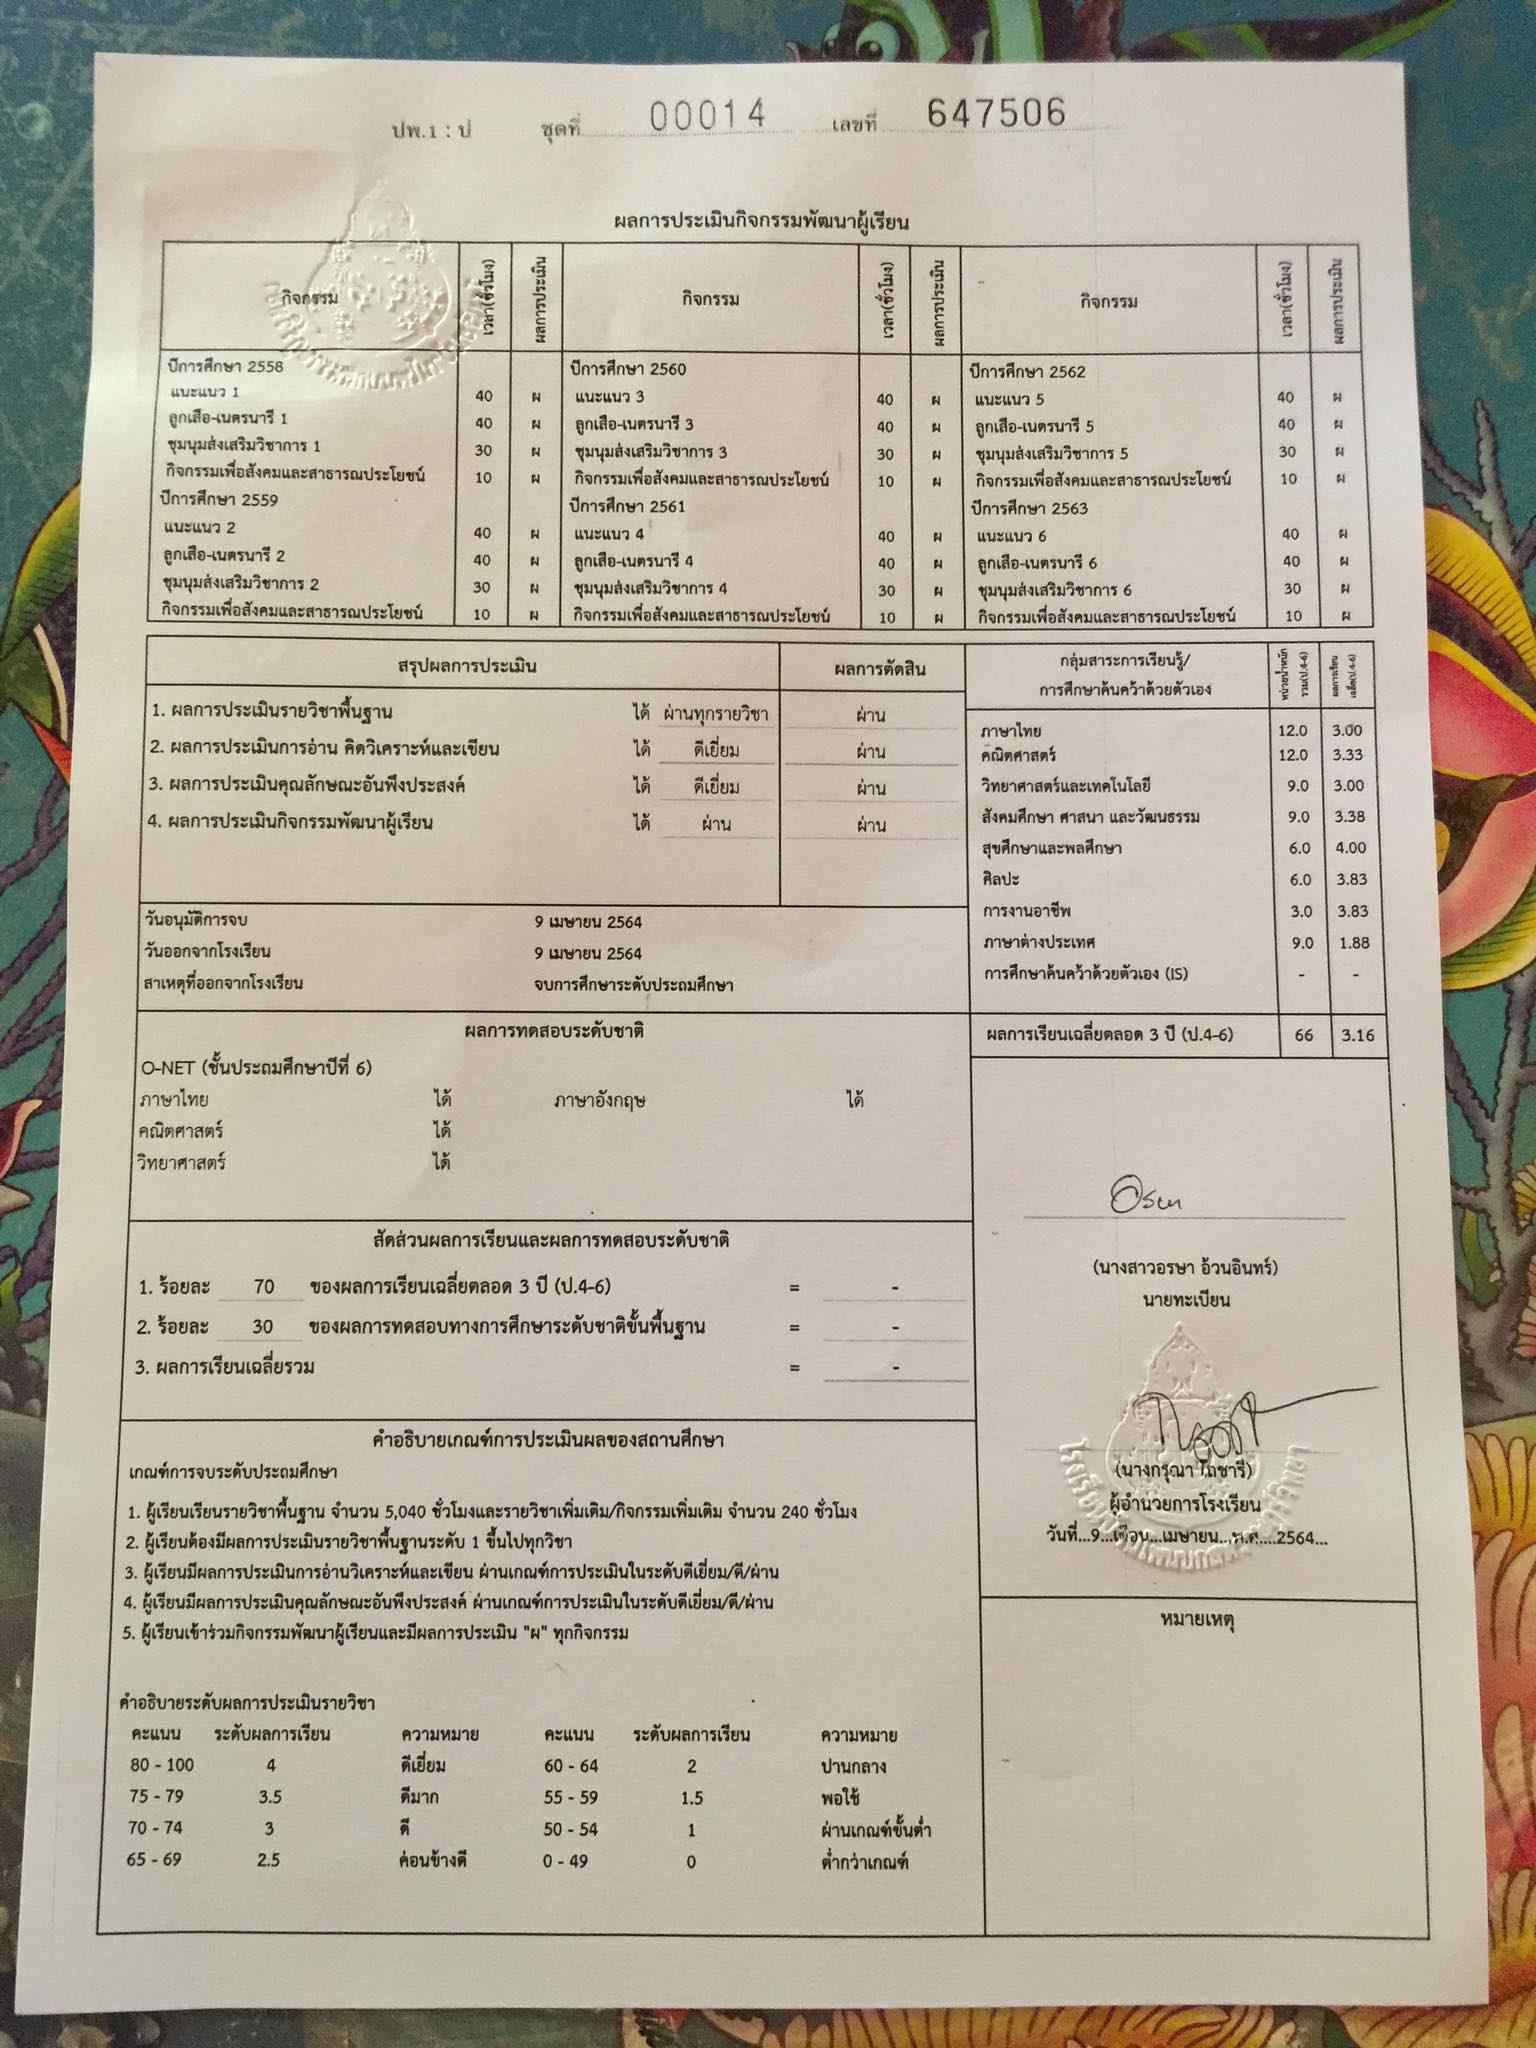 ปพ.1 : ป ชุดที่ 00014 เลขที่ 647506
ผลการประเมินกิจกรรมพัฒนาผู้เรียน
กิจกรรม เวลา(ชั่วโมง) ผลการประเมิน กิจกรรม เวลา(ชั่วโมง) ผลการประเมิน กิจกรรม เวลา(ชั่วโมง) ผลการประเมิน
ปีการศึกษา 2558 ปีการศึกษา 2560 ปีการศึกษา 2562
แนะแนว 1 40 ผ แนะแนว 3 40 ผ แนะแนว 5 40 ผ
ลูกเสือ-เนตรนารี 1 40 ผ ลูกเสือ-เนตรนารี 3 40 ผ ลูกเสือ-เนตรนารี 5 40 ผ
ชุมนุมส่งเสริมวิชาการ 1 30 ผ ชุมนุมส่งเสริมวิชาการ 3 30 ผ ชุมนุมส่งเสริมวิชาการ 5 30 ผ
กิจกรรมเพื่อสังคมและสาธารณประโยชน์ 10 ผ กิจกรรมเพื่อสังคมและสาธารณประโยชน์ 10 ผ กิจกรรมเพื่อสังคมและสาธารณประโยชน์ 10 ผ
ปีการศึกษา 2559 ปีการศึกษา 2561 ปีการศึกษา 2563
แนะแนว 2 40 ผ แนะแนว 4 40 ผ แนะแนว 6 40 ผ
ลูกเสือ-เนตรนารี 2 40 ผ ลูกเสือ-เนตรนารี 4 40 ผ ลูกเสือ-เนตรนารี 6 40 ผ
ชุมนุมส่งเสริมวิชาการ 2 30 ผ ชุมนุมส่งเสริมวิชาการ 4 30 ผ ชุมนุมส่งเสริมวิชาการ 6 30 ผ
กิจกรรมเพื่อสังคมและสาธารณประโยชน์ 10 ผ กิจกรรมเพื่อสังคมและสาธารณประโยชน์ 10 ผ กิจกรรมเพื่อสังคมและสาธารณประโยชน์ 10 ผ
สรุปผลการประเมิน ผลการตัดสิน
1. ผลการประเมินรายวิชาพื้นฐาน ได้ ผ่านทุกรายวิชา ผ่าน
2. ผลการประเมินการอ่าน คิดวิเคราะห์และเขียน ได้ ดีเยี่ยม ผ่าน
3. ผลการประเมินคุณลักษณะอันพึงประสงค์ ได้ ดีเยี่ยม ผ่าน
4. ผลการประเมินกิจกรรมพัฒนาผู้เรียน ได้ ผ่าน ผ่าน
วันอนุมัติการจบ 9 เมษายน 2564
วันออกจากโรงเรียน 9 เมษายน 2564
สาเหตุที่ออกจากโรงเรียน จบการศึกษาระดับประถมศึกษา
กลุ่มสาระการเรียนรู้/
การศึกษาค้นคว้าด้วยตัวเอง
หน่วยน้ำหนัก
รวม(ป.4-6)
ผลการเรียน
เฉลี่ย(ป.4-6)
ภาษาไทย 12.0 3.00
คณิตศาสตร์ 12.0 3.33
วิทยาศาสตร์และเทคโนโลยี 9.0 3.00
สังคมศึกษา ศาสนา และวัฒนธรรม 9.0 3.38
สุขศึกษาและพลศึกษา 6.0 4.00
ศิลปะ 6.0 3.83
การงานอาชีพ 3.0 3.83
ภาษาต่างประเทศ 9.0 1.88
การศึกษาค้นคว้าด้วยตัวเอง (IS) - -
ผลการเรียนเฉลี่ยตลอด 3 ปี (ป.4-6) 66 3.16
ผลการทดสอบระดับชาติ
O-NET (ชั้นประถมศึกษาปีที่ 6)
ภาษาไทย ได้ ภาษาอังกฤษ ได้
คณิตศาสตร์ ได้
วิทยาศาสตร์ ได้
สัดส่วนผลการเรียนและผลการทดสอบระดับชาติ
1. ร้อยละ 70 ของผลการเรียนเฉลี่ยตลอด 3 ปี (ป.4-6) = -
2. ร้อยละ 30 ของผลการทดสอบทางการศึกษาระดับชาติขั้นพื้นฐาน = -
3. ผลการเรียนเฉลี่ยรวม = -
(นางสาวอรษา อ้วนอินทร์)
นายทะเบียน
(นางกรุณา โถชารี)
ผู้อำนวยการโรงเรียน
วันที่...9...เดือน...เมษายน...พ.ศ....2564...
หมายเหตุ
คำอธิบายเกณฑ์การประเมินผลของสถานศึกษา
เกณฑ์การจบระดับประถมศึกษา
1. ผู้เรียนเรียนรายวิชาพื้นฐาน จำนวน 5,040 ชั่วโมงและรายวิชาเพิ่มเติม/กิจกรรมเพิ่มเติม จำนวน 240 ชั่วโมง
2. ผู้เรียนต้องมีผลการประเมินรายวิชาพื้นฐานระดับ 1 ขึ้นไปทุกวิชา
3. ผู้เรียนมีผลการประเมินการอ่านวิเคราะห์และเขียน ผ่านเกณฑ์การประเมินในระดับดีเยี่ยม/ดี/ผ่าน
4. ผู้เรียนมีผลการประเมินคุณลักษณะอันพึงประสงค์ ผ่านเกณฑ์การประเมินในระดับดีเยี่ยม/ดี/ผ่าน
5. ผู้เรียนเข้าร่วมกิจกรรมพัฒนาผู้เรียนและมีผลการประเมิน "ผ" ทุกกิจกรรม
คำอธิบายระดับผลการประเมินรายวิชา
คะแนน ระดับผลการเรียน ความหมาย คะแนน ระดับผลการเรียน ความหมาย
80 - 100 4 ดีเยี่ยม 60 - 64 2 ปานกลาง
75 - 79 3.5 ดีมาก 55 - 59 1.5 พอใช้
70 - 74 3 ดี 50 - 54 1 ผ่านเกณฑ์ขั้นต่ำ
65 - 69 2.5 ค่อนข้างดี 0 - 49 0 ต่ำกว่าเกณฑ์